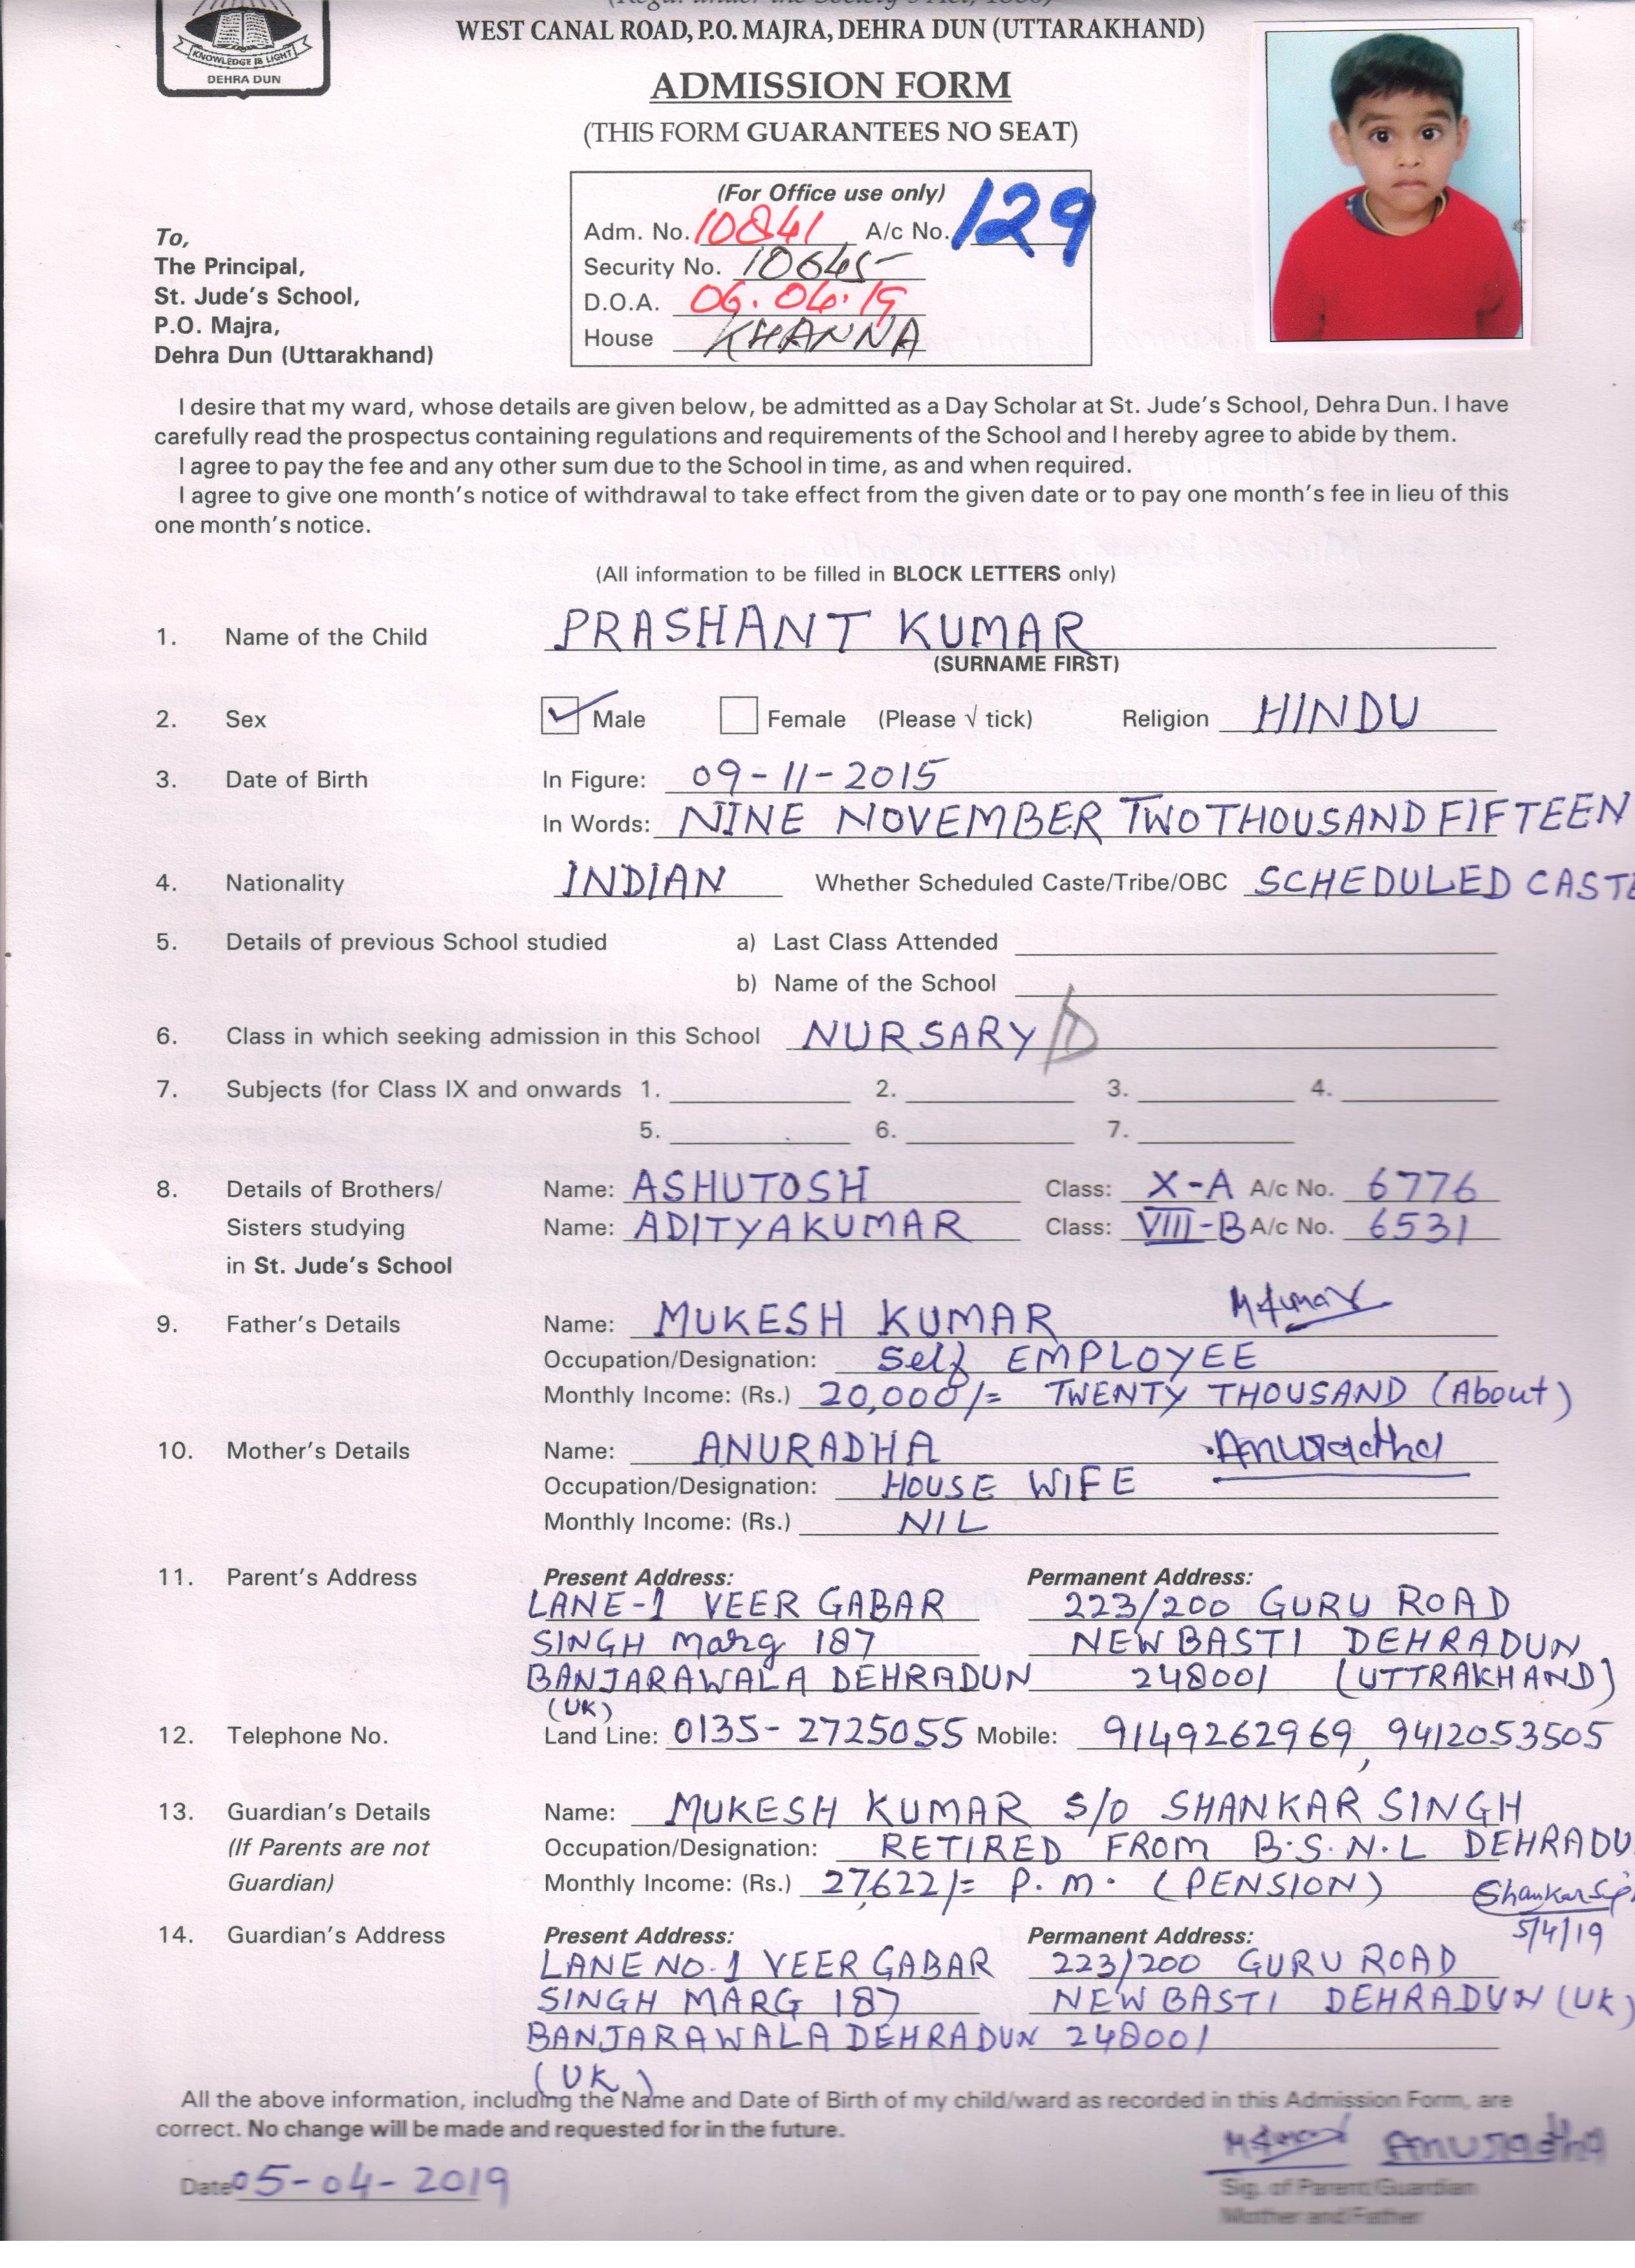 WEST CANAL ROAD, P.O. MAJRA, DEHRA DUN (UTTARAKHAND)
KNOWLEDGE IS LIGHT
DEHRA DUN
ADMISSION FORM
(THIS FORM GUARANTEES NO SEAT)
(For Office use only)
Adm. No. 10841 A/c No. 129
Security No. 10645
D.O.A. 06.04.19
House KHANNA
To,
The Principal,
St. Jude's School,
P.O. Majra,
Dehra Dun (Uttarakhand)
I desire that my ward, whose details are given below, be admitted as a Day Scholar at St. Jude's School, Dehra Dun. I have
carefully read the prospectus containing regulations and requirements of the School and I hereby agree to abide by them.
I agree to pay the fee and any other sum due to the School in time, as and when required.
I agree to give one month's notice of withdrawal to take effect from the given date or to pay one month's fee in lieu of this
one month's notice.
(All information to be filled in BLOCK LETTERS only)
1. Name of the Child PRASHANT KUMAR
(SURNAME FIRST)
2. Sex ✓ Male Female (Please √ tick) Religion HINDU
3. Date of Birth In Figure: 09-11-2015
In Words: NINE NOVEMBER TWO THOUSAND FIFTEEN
4. Nationality INDIAN Whether Scheduled Caste/Tribe/OBC SCHEDULED CASTE
5. Details of previous School studied a) Last Class Attended
b) Name of the School
6. Class in which seeking admission in this School NURSARY D
7. Subjects (for Class IX and onwards 1. 2. 3. 4.
5. 6. 7.
8. Details of Brothers/ Name: ASHUTOSH Class: X-A A/c No. 6776
Sisters studying Name: ADITYA KUMAR Class: VIII-B A/c No. 6531
in St. Jude's School
9. Father's Details Name: MUKESH KUMAR M Kumar
Occupation/Designation: Self EMPLOYEE
Monthly Income: (Rs.) 20,000/= TWENTY THOUSAND (About)
10. Mother's Details Name: ANURADHA Anuradha
Occupation/Designation: HOUSE WIFE
Monthly Income: (Rs.) NIL
11. Parent's Address Present Address: Permanent Address:
LANE-1 VEER GABAR 223/200 GURU ROAD
SINGH Marg 187 NEW BASTI DEHRADUN
BANJARAWALA DEHRADUN 248001 (UTTRAKHAND)
(UK)
12. Telephone No. Land Line: 0135-2725055 Mobile: 9149262969, 9412053505
13. Guardian's Details Name: MUKESH KUMAR S/O SHANKAR SINGH
(If Parents are not Occupation/Designation: RETIRED FROM B.S.N.L DEHRADU
Guardian) Monthly Income: (Rs.) 27,622/= P.m. (PENSION)
Shankar
14. Guardian's Address Present Address: Permanent Address: 5/4/19
LANE NO.1 VEER GABAR 223/200 GURU ROAD
SINGH MARG 187 NEW BASTI DEHRADUN (UK)
BANJARAWALA DEHRADUN 248001
(UK)
All the above information, including the Name and Date of Birth of my child/ward as recorded in this Admission Form, are
correct. No change will be made and requested for in the future.
M Kumar Anuradha
Date 05-04-2019
Sig. of Parent/Guardian
Mother and Father